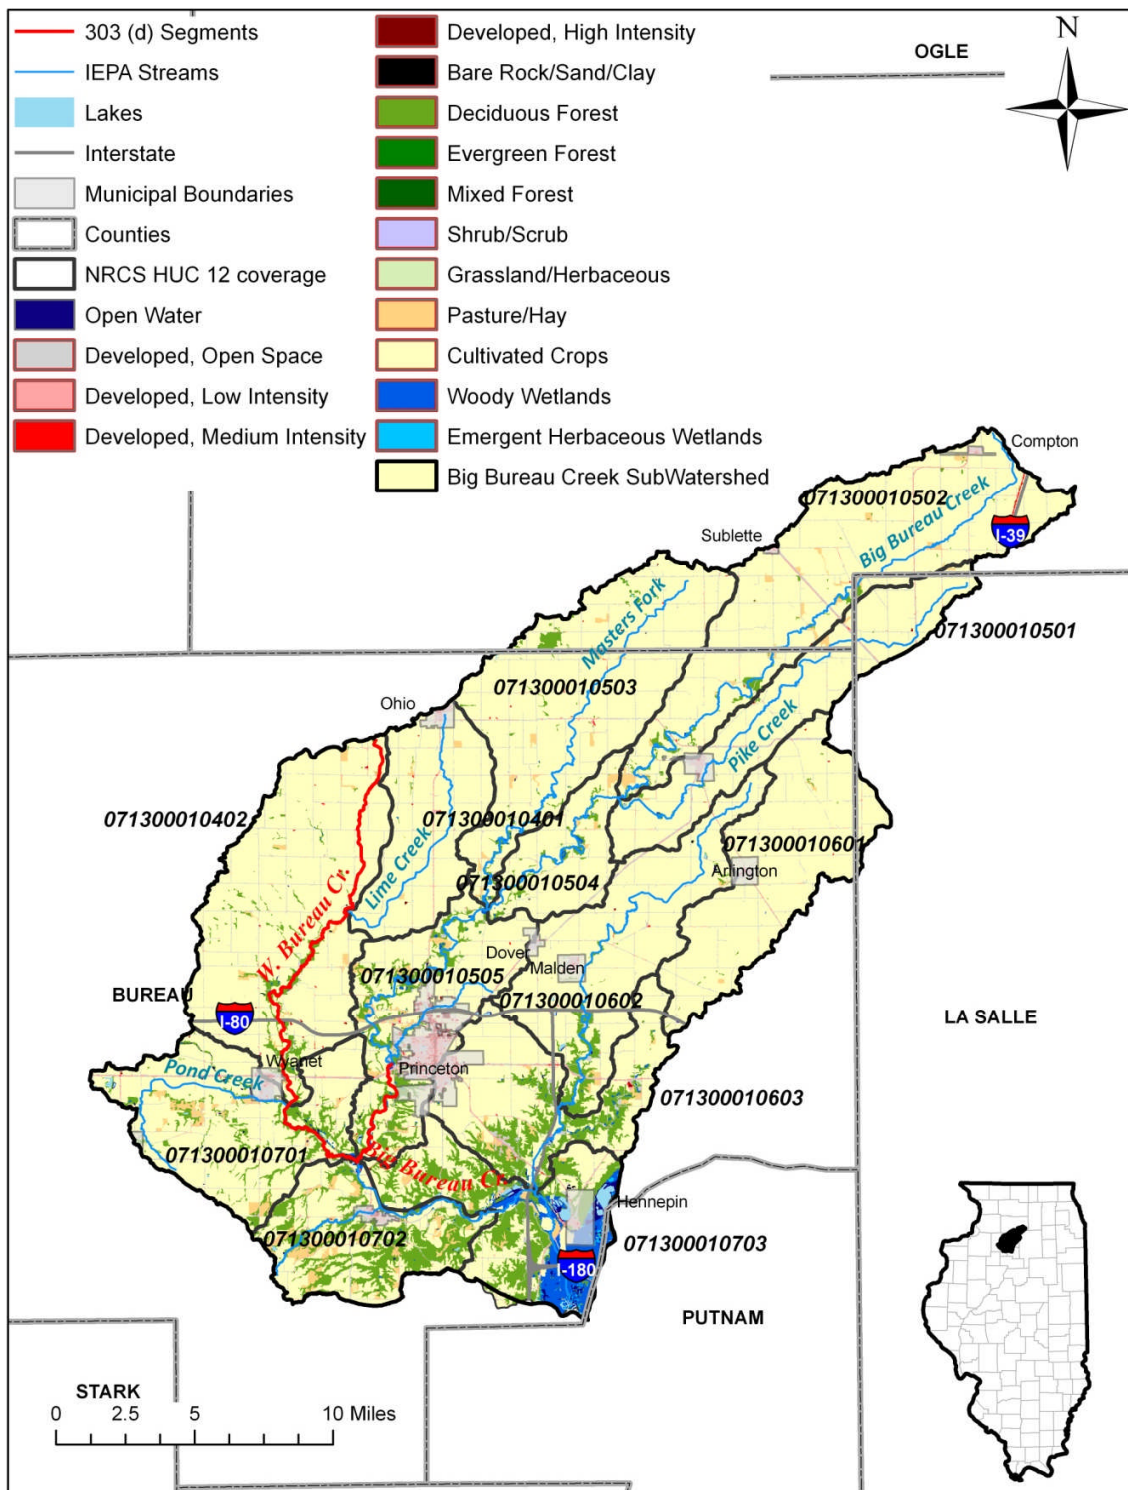 303 (d) Segments
IEPA Streams
Lakes
Interstate
Municipal Boundaries
Counties
NRCS HUC 12 coverage
Open Water
Developed, Open Space
Developed, Low Intensity
Developed, Medium Intensity
Developed, High Intensity
Bare Rock/Sand/Clay
Deciduous Forest
Evergreen Forest
Mixed Forest
Shrub/Scrub
Grassland/Herbaceous
Pasture/Hay
Cultivated Crops
Woody Wetlands
Emergent Herbaceous Wetlands
Big Bureau Creek SubWatershed
OGLE
N
Compton
071300010502
Big Bureau Creek
I-39
Sublette
Masters Fork
071300010501
071300010503
Ohio
Pike Creek
071300010402
071300010401
071300010601
Lime Creek
Arlington
071300010504
W. Bureau Cr.
Dover
Malden
071300010505
BUREAU
071300010602
I-80
LA SALLE
Wyanet
Princeton
Pond Creek
071300010603
071300010701
Big Bureau Cr.
Hennepin
071300010702
071300010703
I-180
PUTNAM
STARK
0 2.5 5 10 Miles